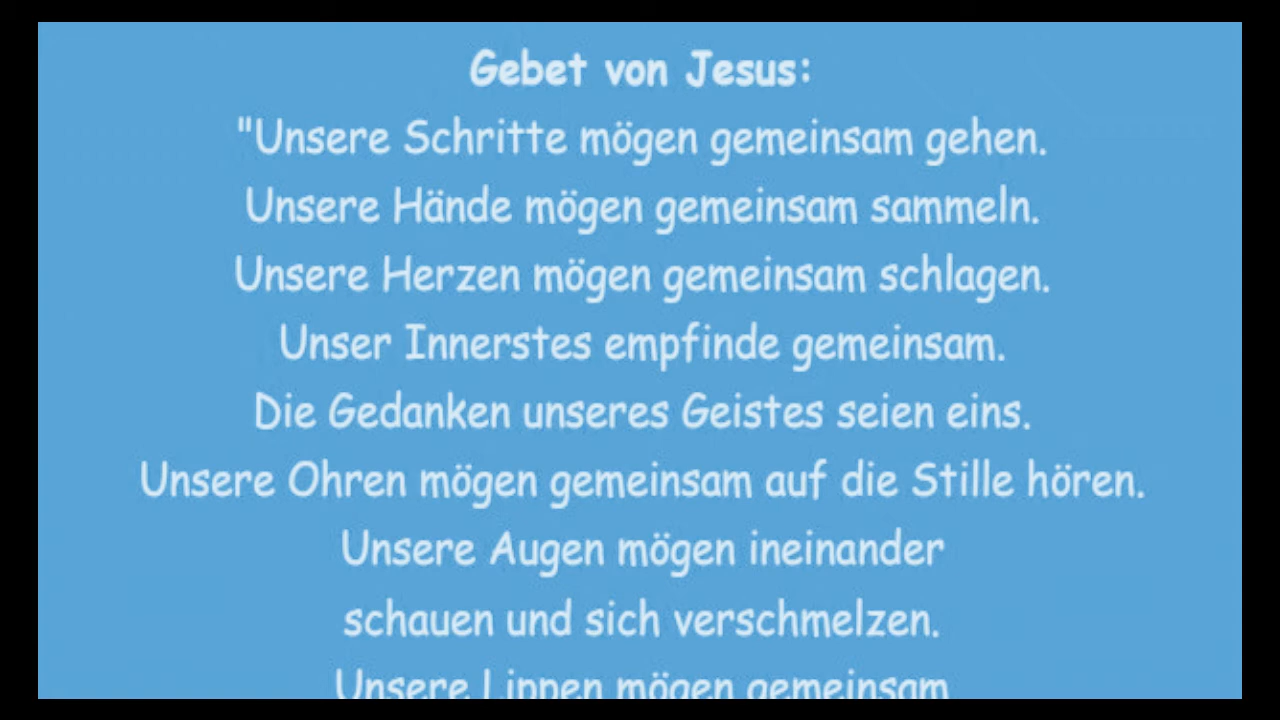 Gebet von Jesus:
"Unsere Schritte mögen gemeinsam gehen.
Unsere Hände mögen gemeinsam sammeln.
Unsere Herzen mögen gemeinsam schlagen.
Unser Innerstes empfinde gemeinsam.
Die Gedanken unseres Geistes seien eins.
Unsere Ohren mögen gemeinsam auf die Stille hören.
Unsere Augen mögen ineinander
schauen und sich verschmelzen.
Unsere Lippen mögen gemeinsam